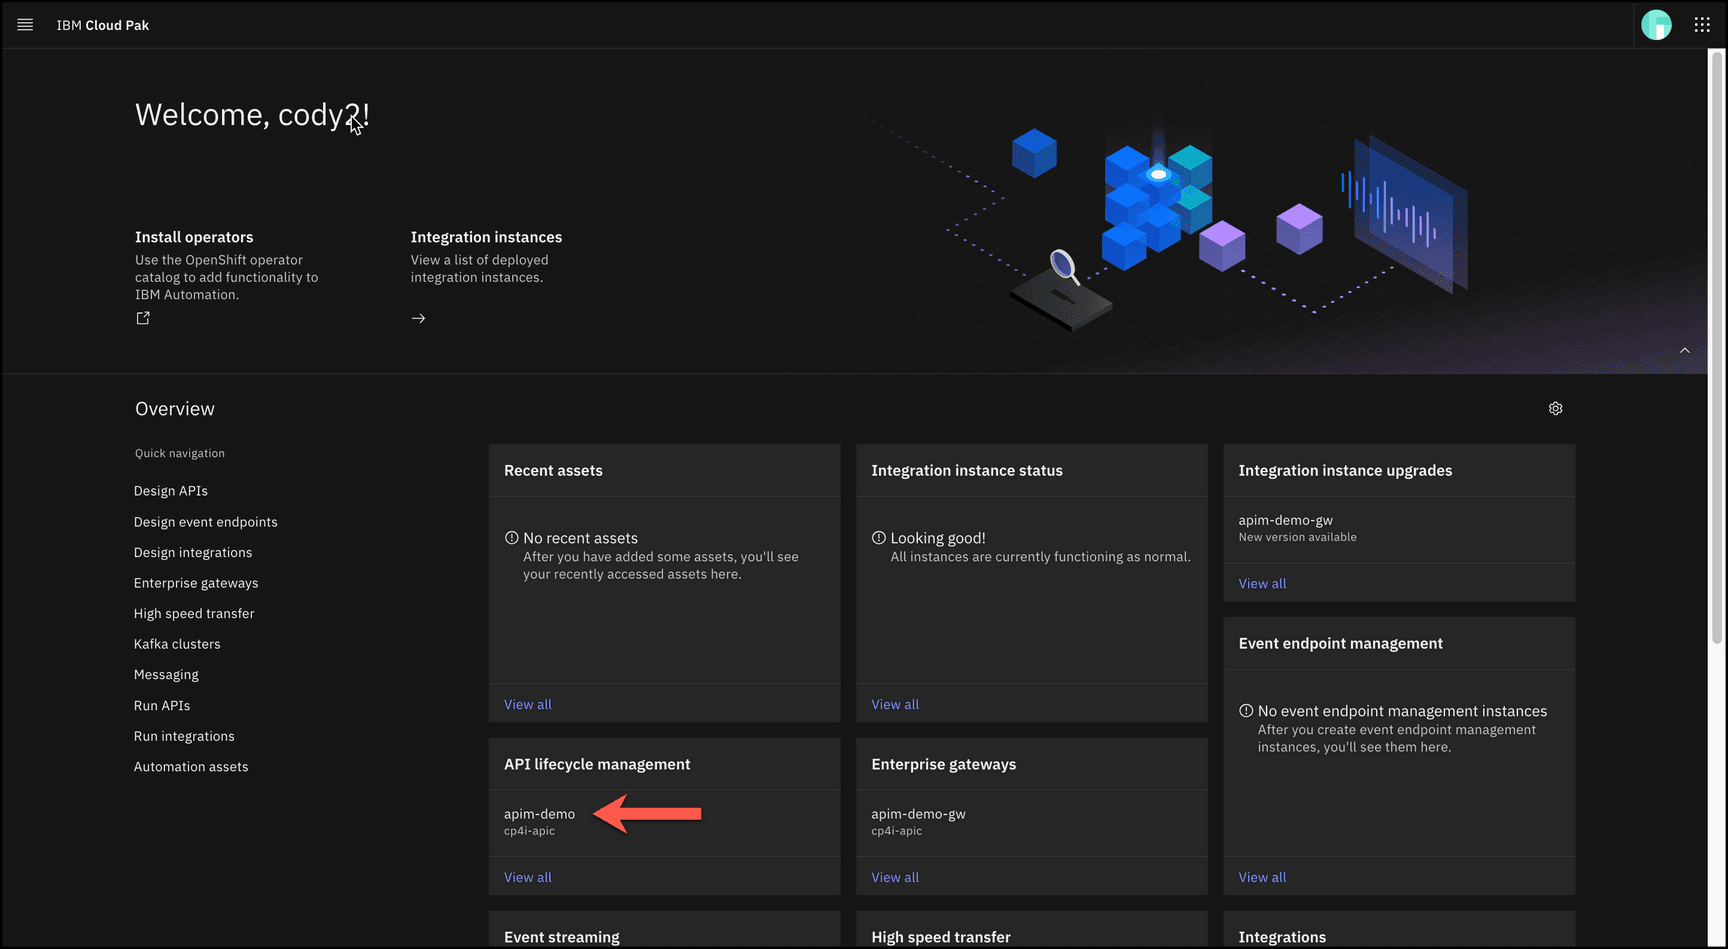 IBM Cloud Pak
Welcome, cody2!
Install operators
Use the OpenShift operator
catalog to add functionality to
IBM Automation.
Integration instances
View a list of deployed
integration instances.
Overview
Quick navigation
Design APIs
Design event endpoints
Design integrations
Enterprise gateways
High speed transfer
Kafka clusters
Messaging
Run APIs
Run integrations
Automation assets
Recent assets
No recent assets
After you have added some assets, you'll see
your recently accessed assets here.
View all
Integration instance status
Looking good!
All instances are currently functioning as normal.
View all
Integration instance upgrades
apim-demo-gw
New version available
View all
API lifecycle management
apim-demo
cp4i-apic
View all
Enterprise gateways
apim-demo-gw
cp4i-apic
View all
Event endpoint management
No event endpoint management instances
After you create event endpoint management
instances, you'll see them here.
View all
Event streaming
High speed transfer
Integrations